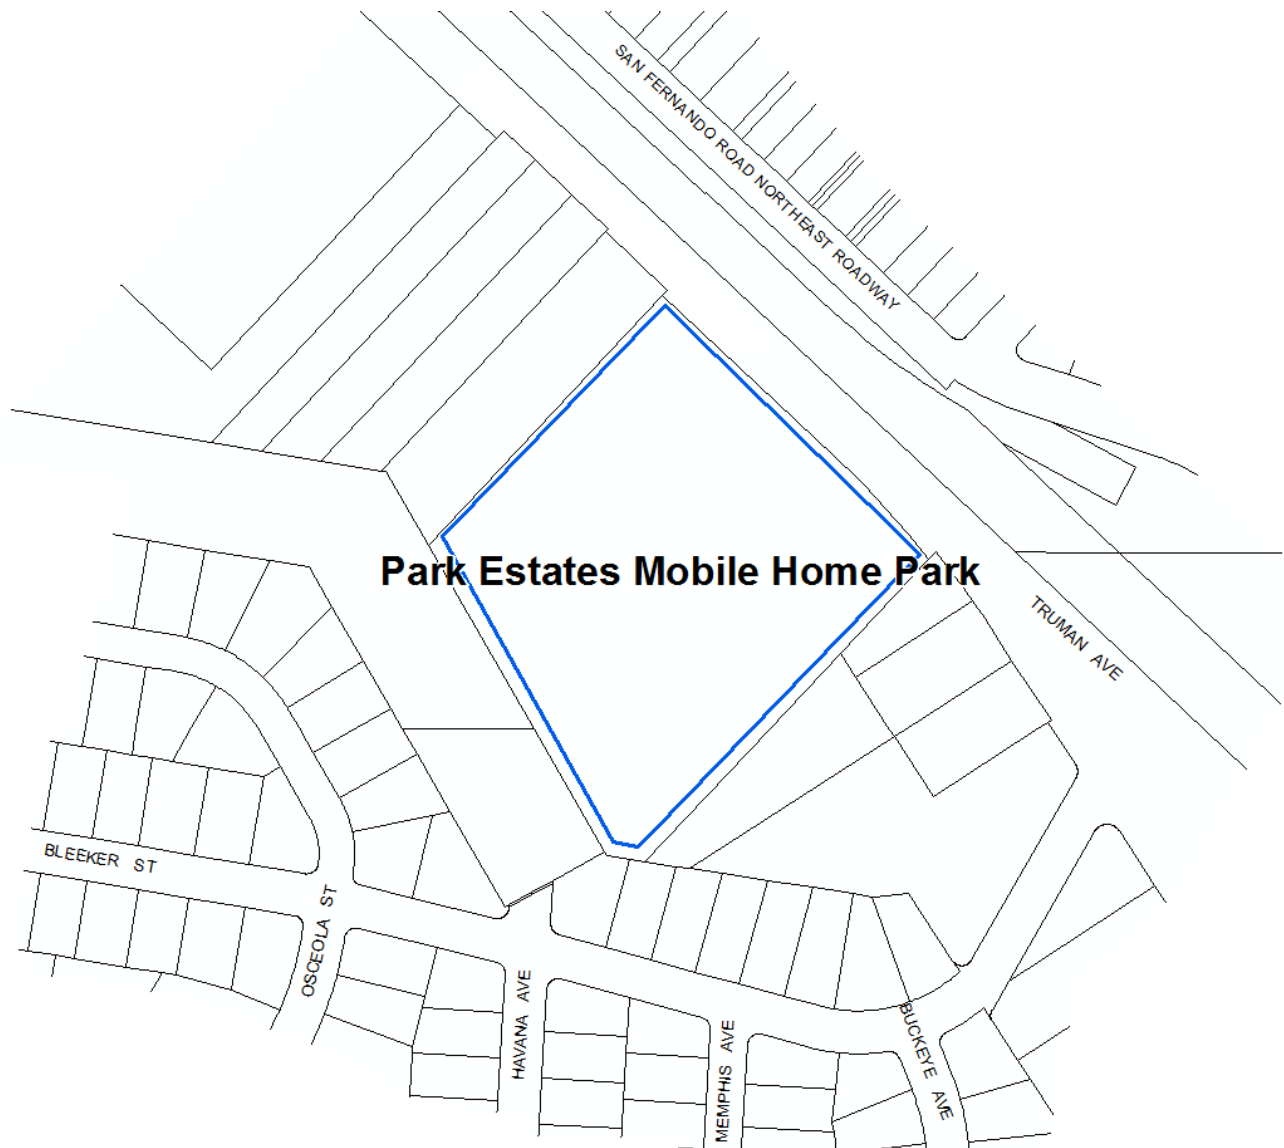 SAN FERNANDO ROAD NORTHEAST ROADWAY
Park Estates Mobile Home Park
TRUMAN AVE
BLEEKER ST
OSCEOLA ST
HAVANA AVE
MEMPHIS AVE
BUCKEYE AVE